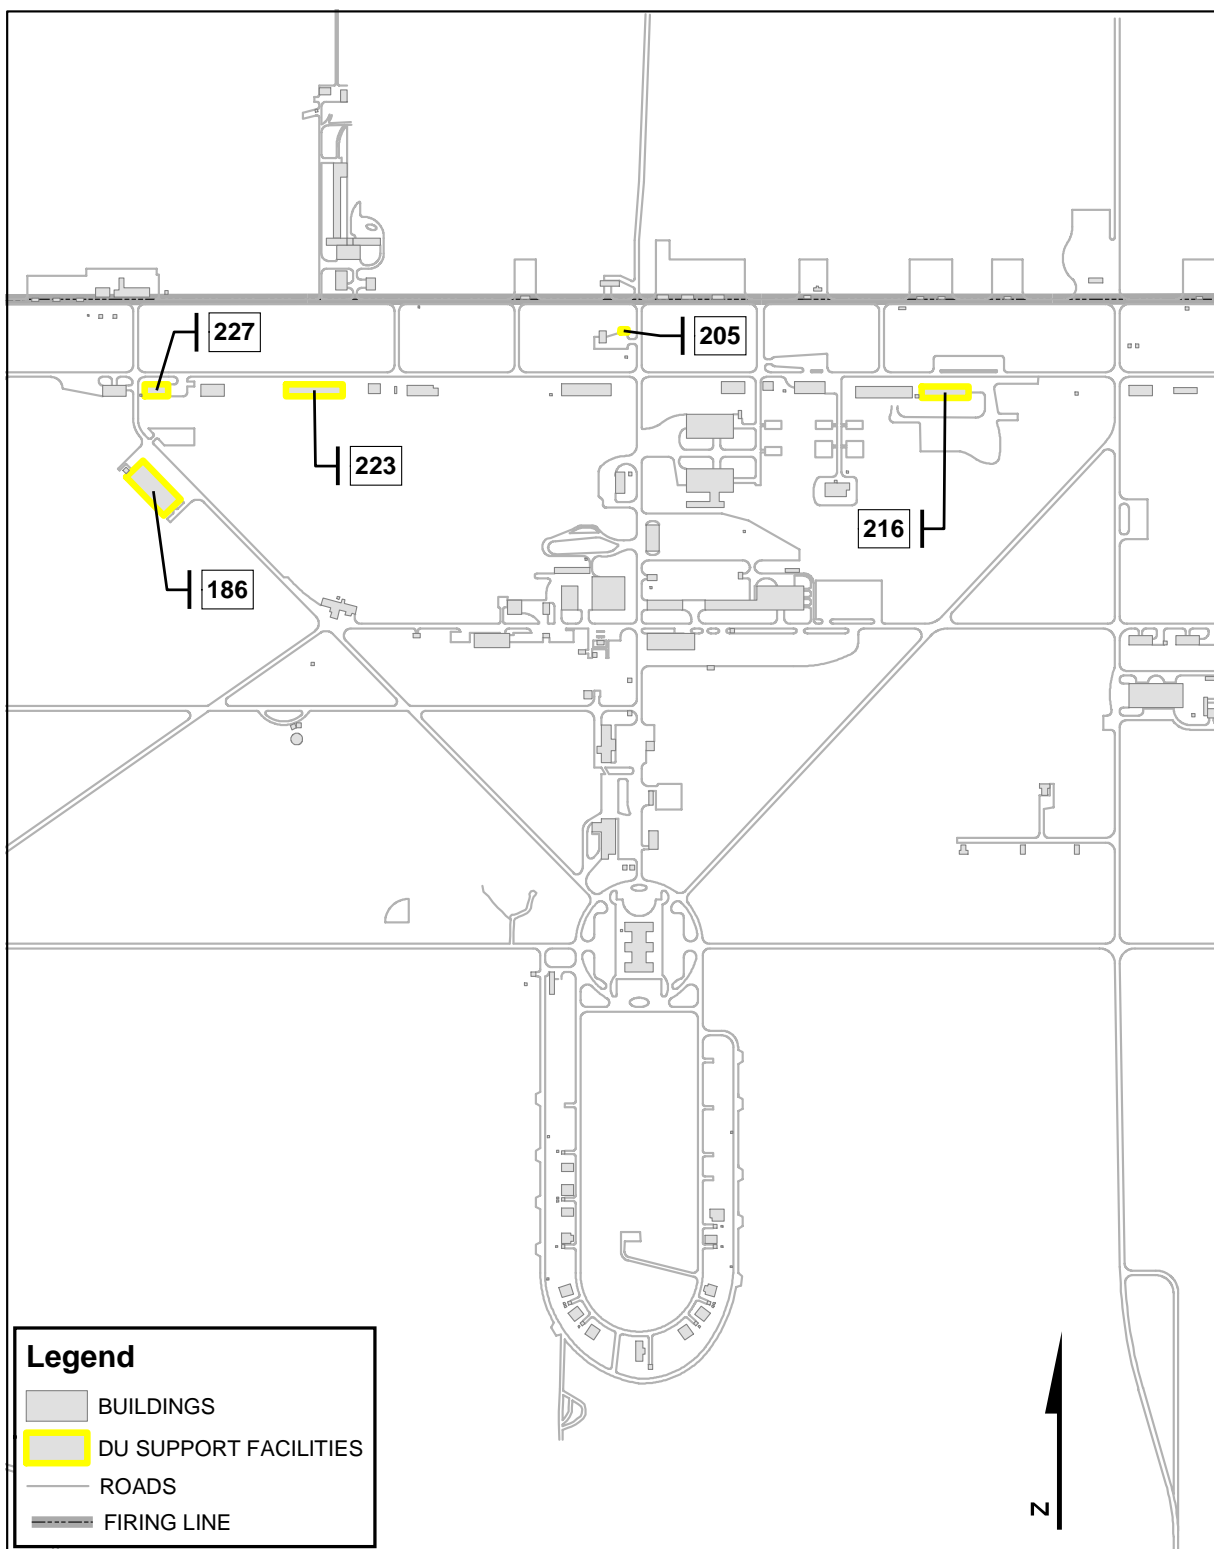 227
205
223
216
186
Legend
BUILDINGS
DU SUPPORT FACILITIES
ROADS
FIRING LINE
N